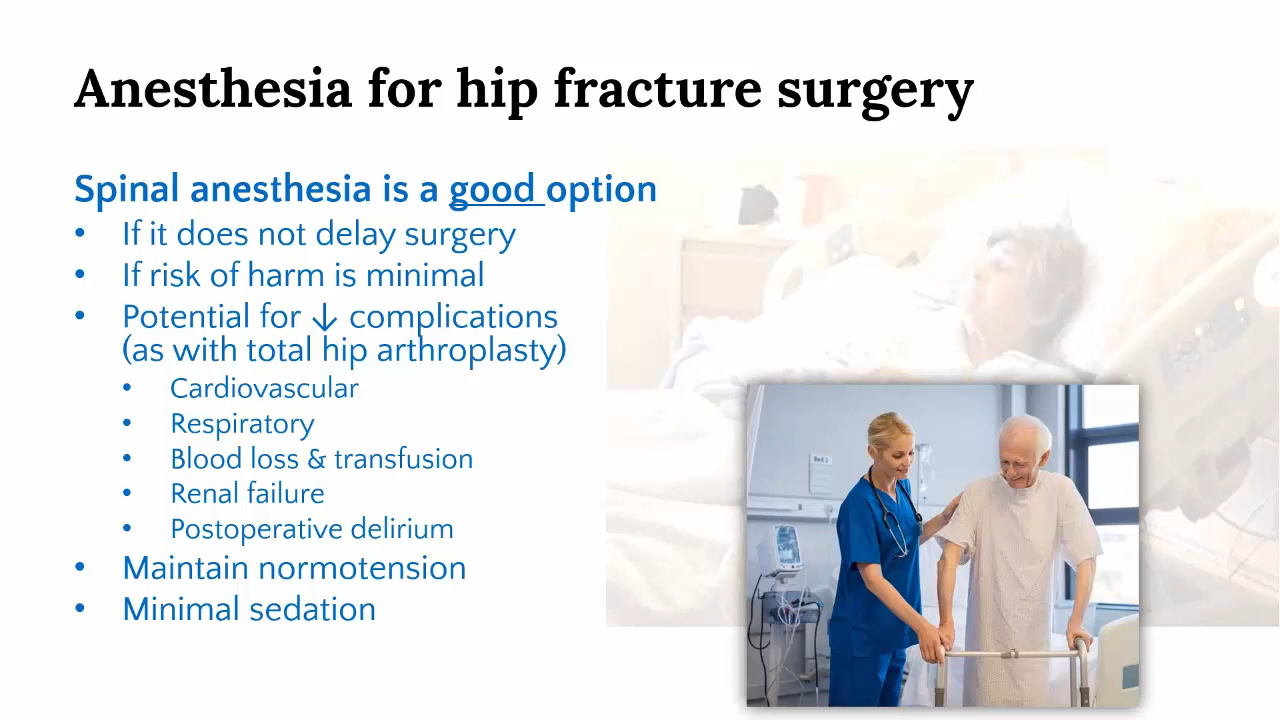 Anesthesia for hip fracture surgery
Spinal anesthesia is a good option
• If it does not delay surgery
• If risk of harm is minimal
• Potential for ↓ complications
(as with total hip arthroplasty)
• Cardiovascular
• Respiratory
• Blood loss & transfusion
• Renal failure
• Postoperative delirium
• Maintain normotension
• Minimal sedation